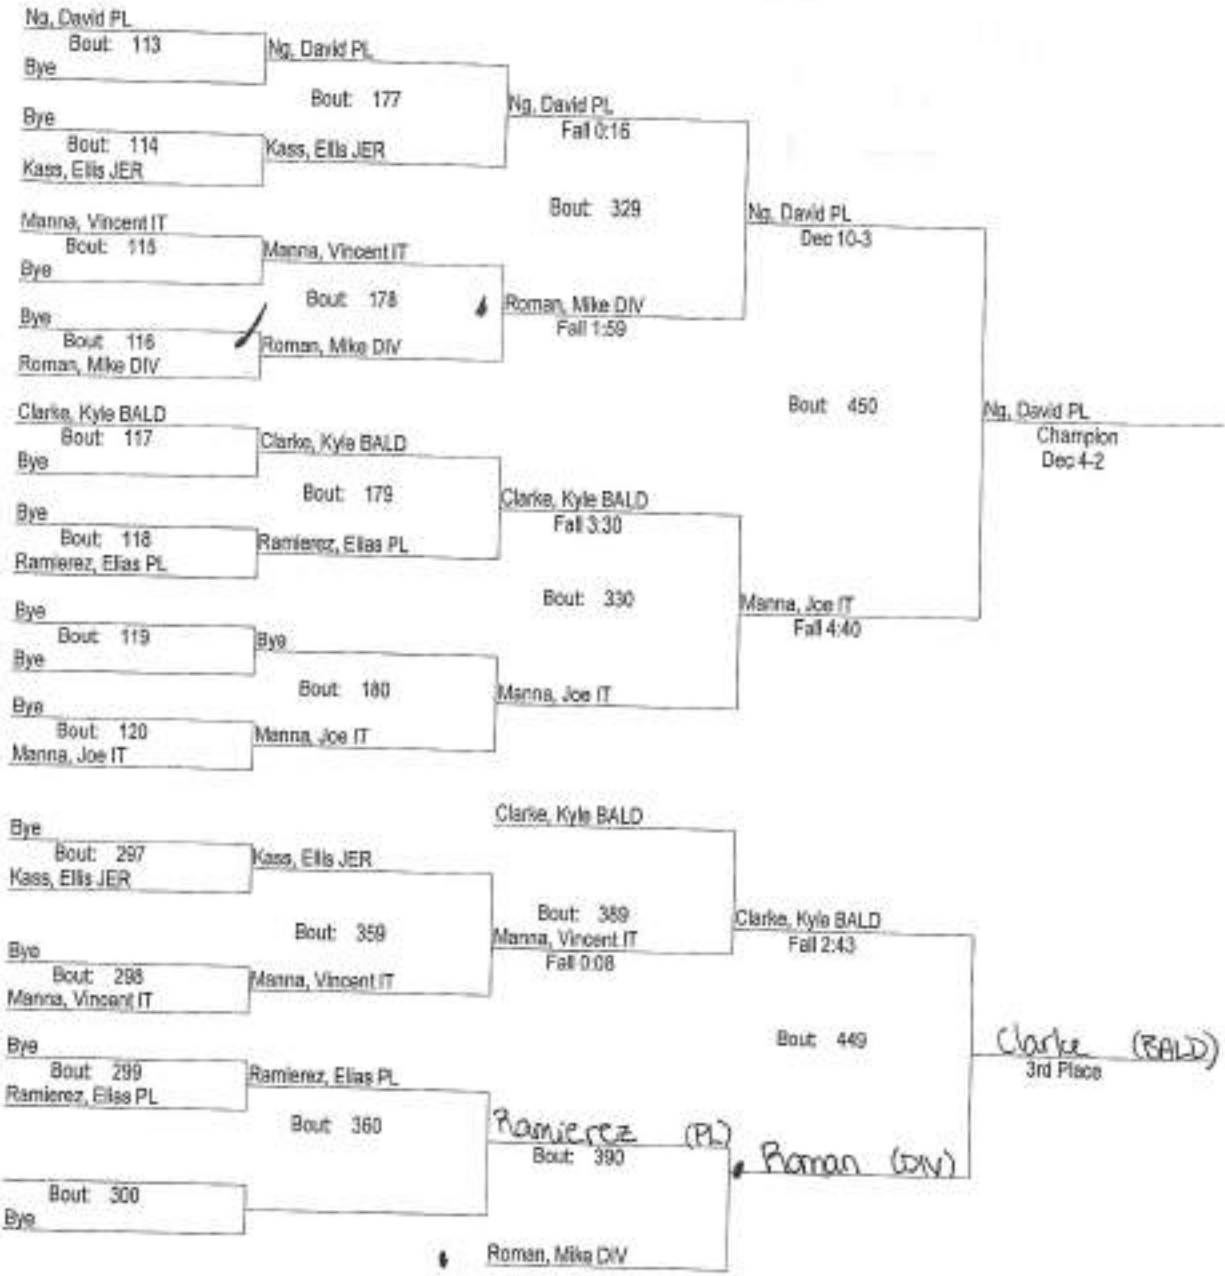 Ng, David PL
Bout: 113
Bye
Ng, David PL
Bout: 177
Bye
Bout: 114
Kass, Ellis JER
Kass, Ellis JER
Ng, David PL
Fall 0:16
Bout: 329
Manna, Vincent IT
Bout: 115
Bye
Manna, Vincent IT
Bout: 178
Bye
Bout: 116
Roman, Mike DIV
Roman, Mike DIV
Roman, Mike DIV
Fall 1:59
Ng, David PL
Dec 10-3
Bout: 450
Ng, David PL
Champion
Dec 4-2
Clarke, Kyle BALD
Bout: 117
Bye
Clarke, Kyle BALD
Bout: 179
Bye
Bout: 118
Ramierez, Elias PL
Ramierez, Elias PL
Clarke, Kyle BALD
Fall 3:30
Bout: 330
Bye
Bout: 119
Bye
Bye
Bout: 180
Bye
Bout: 120
Manna, Joe IT
Manna, Joe IT
Manna, Joe IT
Manna, Joe IT
Fall 4:40
Clarke, Kyle BALD
Bye
Bout: 297
Kass, Ellis JER
Kass, Ellis JER
Bout: 359
Bout: 389
Manna, Vincent IT
Fall 0:08
Bye
Bout: 298
Manna, Vincent IT
Manna, Vincent IT
Clarke, Kyle BALD
Fall 2:43
Bout: 449
Clarke (BALD)
3rd Place
Bye
Bout: 299
Ramierez, Elias PL
Ramierez, Elias PL
Bout: 360
Ramierez (PL)
Bout: 390
Roman (DIV)
Bout: 300
Bye
Roman, Mike DIV